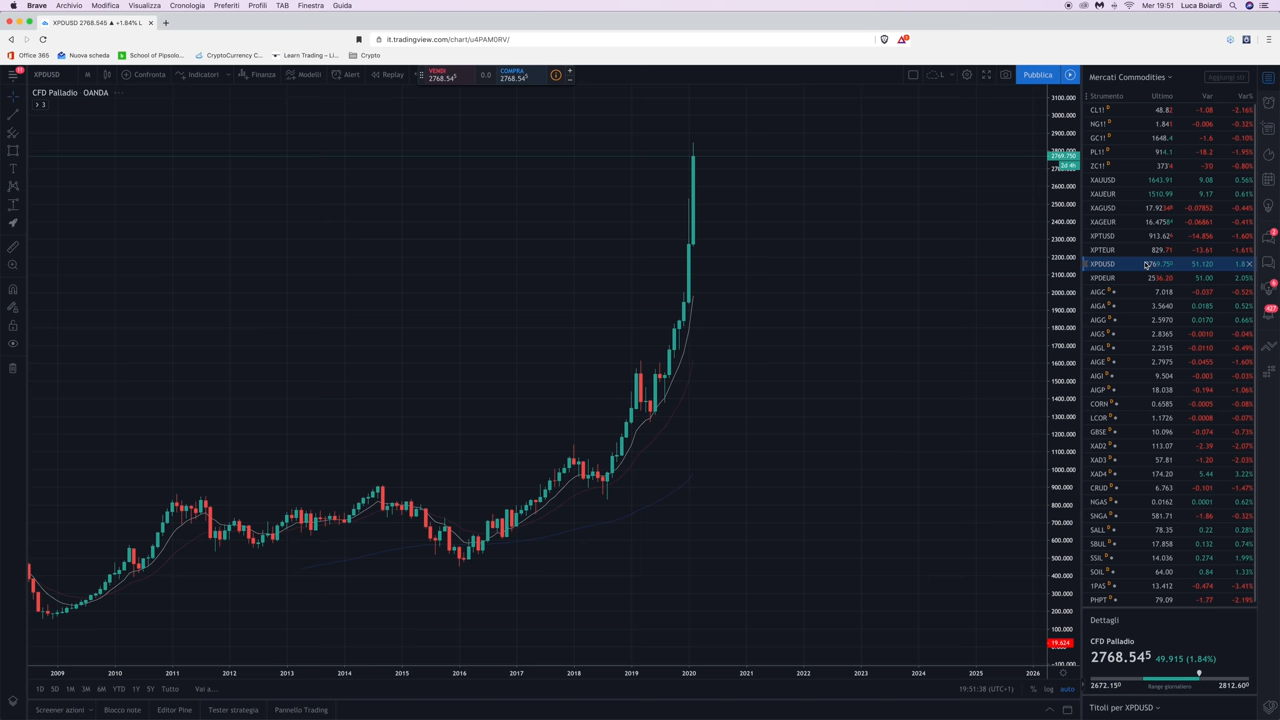 Brave Archivio Modifica Visualizza Cronologia Preferiti Profili TAB Finestra Guida Mer 19:51 Luca Boiardi
XPDUSD 2768.545 ▲ +1.84% L
it.tradingview.com/chart/u4PAM0RV/
Office 365 Nuova scheda School of Pipsolo... CryptoCurrency C... Learn Trading – L... Crypto
11 XPDUSD M Confronta Indicatori Finanza Modelli Alert Replay VENDI 0.0 COMPRA + L Pubblica Mercati Commodities Aggiungi str
2768.54⁵ 2768.54⁵ −
CFD Palladio OANDA ···
> 3
Strumento Ultimo Var Var%
CL1! D 48.82 −1.08 −2.16%
NG1! D 1.841 −0.006 −0.32%
GC1! D 1648.4 −1.6 −0.10%
PL1! D 914.1 −18.2 −1.95%
ZC1! D 373'4 −3'0 −0.80%
XAUUSD 1643.91 9.08 0.56%
XAUEUR 1510.99 9.17 0.61%
XAGUSD −0.07852 −0.44%
XAGEUR −0.06861 −0.41%
XPTUSD −14.856 −1.60%
XPTEUR 829.71 −13.61 −1.61%
XPDUSD 51.120 1.8
XPDEUR 2536.20 51.00 2.05%
AIGC D 7.018 −0.037 −0.52%
AIGA D 3.5640 0.0185 0.52%
AIGG D 2.5970 0.0170 0.66%
AIGS D 2.8365 −0.0010 −0.04%
AIGL D 2.2515 −0.0110 −0.49%
AIGE D 2.7975 −0.0455 −1.60%
AIGI D 9.504 −0.003 −0.03%
AIGP D 18.038 −0.194 −1.06%
CORN D 0.6585 −0.0005 −0.08%
LCOR D 1.1726 −0.0008 −0.07%
GBSE D 10.096 −0.074 −0.73%
XAD2 D 113.07 −2.39 −2.07%
XAD3 D 57.81 −1.20 −2.03%
XAD4 D 174.20 5.44 3.22%
CRUD D 6.763 −0.101 −1.47%
NGAS D 0.0162 0.0001 0.62%
SNGA D 581.71 −1.86 −0.32%
SALL D 78.35 0.22 0.28%
SBUL D 17.858 0.132 0.74%
SSIL D 14.036 0.274 1.99%
SOIL D 64.00 0.84 1.33%
1PAS D 13.412 −0.474 −3.41%
PHPT D 79.09 −1.77 −2.19%
3100.000
3000.000
2900.000
2769.750
2d 4h
2600.000
2500.000
2400.000
2300.000
2200.000
2100.000
2000.000
1900.000
1800.000
1700.000
1600.000
1500.000
1400.000
1300.000
1200.000
1100.000
1000.000
900.000
800.000
700.000
600.000
500.000
400.000
300.000
200.000
100.000
19.624
−100.000
2009 2010 2011 2012 2013 2014 2015 2016 2017 2018 2019 2020 2021 2022 2023 2024 2025 2026
1D 5D 1M 3M 6M YTD 1Y 5Y Tutto Vai a... 19:51:38 (UTC+1) % log auto
Screener azioni Blocco note Editor Pine Tester strategia Pannello Trading
Dettagli
CFD Palladio
2768.54⁵ 49.915 (1.84%)
2672.15⁰ Range giornaliero 2812.60⁰
Titoli per XPDUSD
2
6
427